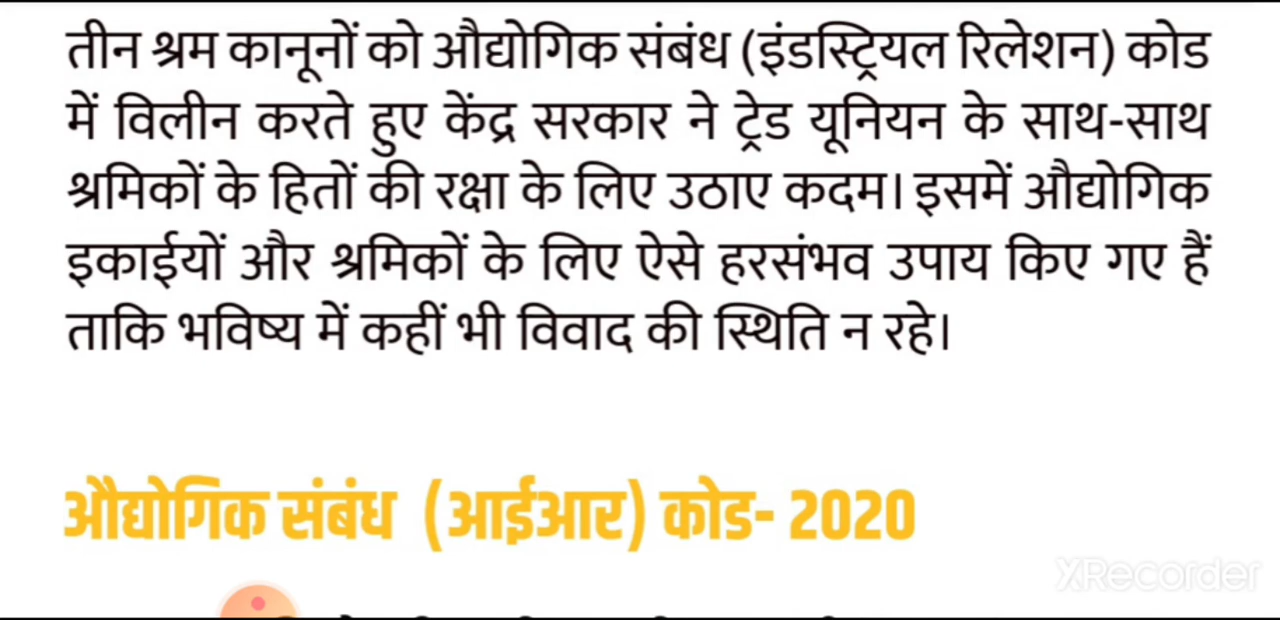 तीन श्रम कानूनों को औद्योगिक संबंध (इंडस्ट्रियल रिलेशन) कोड
में विलीन करते हुए केंद्र सरकार ने ट्रेड यूनियन के साथ-साथ
श्रमिकों के हितों की रक्षा के लिए उठाए कदम। इसमें औद्योगिक
इकाईयों और श्रमिकों के लिए ऐसे हरसंभव उपाय किए गए हैं
ताकि भविष्य में कहीं भी विवाद की स्थिति न रहे।
औद्योगिक संबंध (आईआर) कोड- 2020
XRecorder